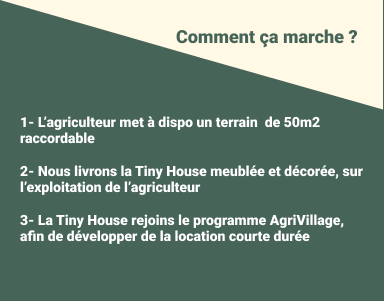 Comment ça marche ?
1- L'agriculteur met à dispo un terrain  de 50m2
raccordable
2- Nous livrons la Tiny House meublée et décorée, sur
l'exploitation de l'agriculteur
3- La Tiny House rejoins le programme AgriVillage,
afin de développer de la location courte durée